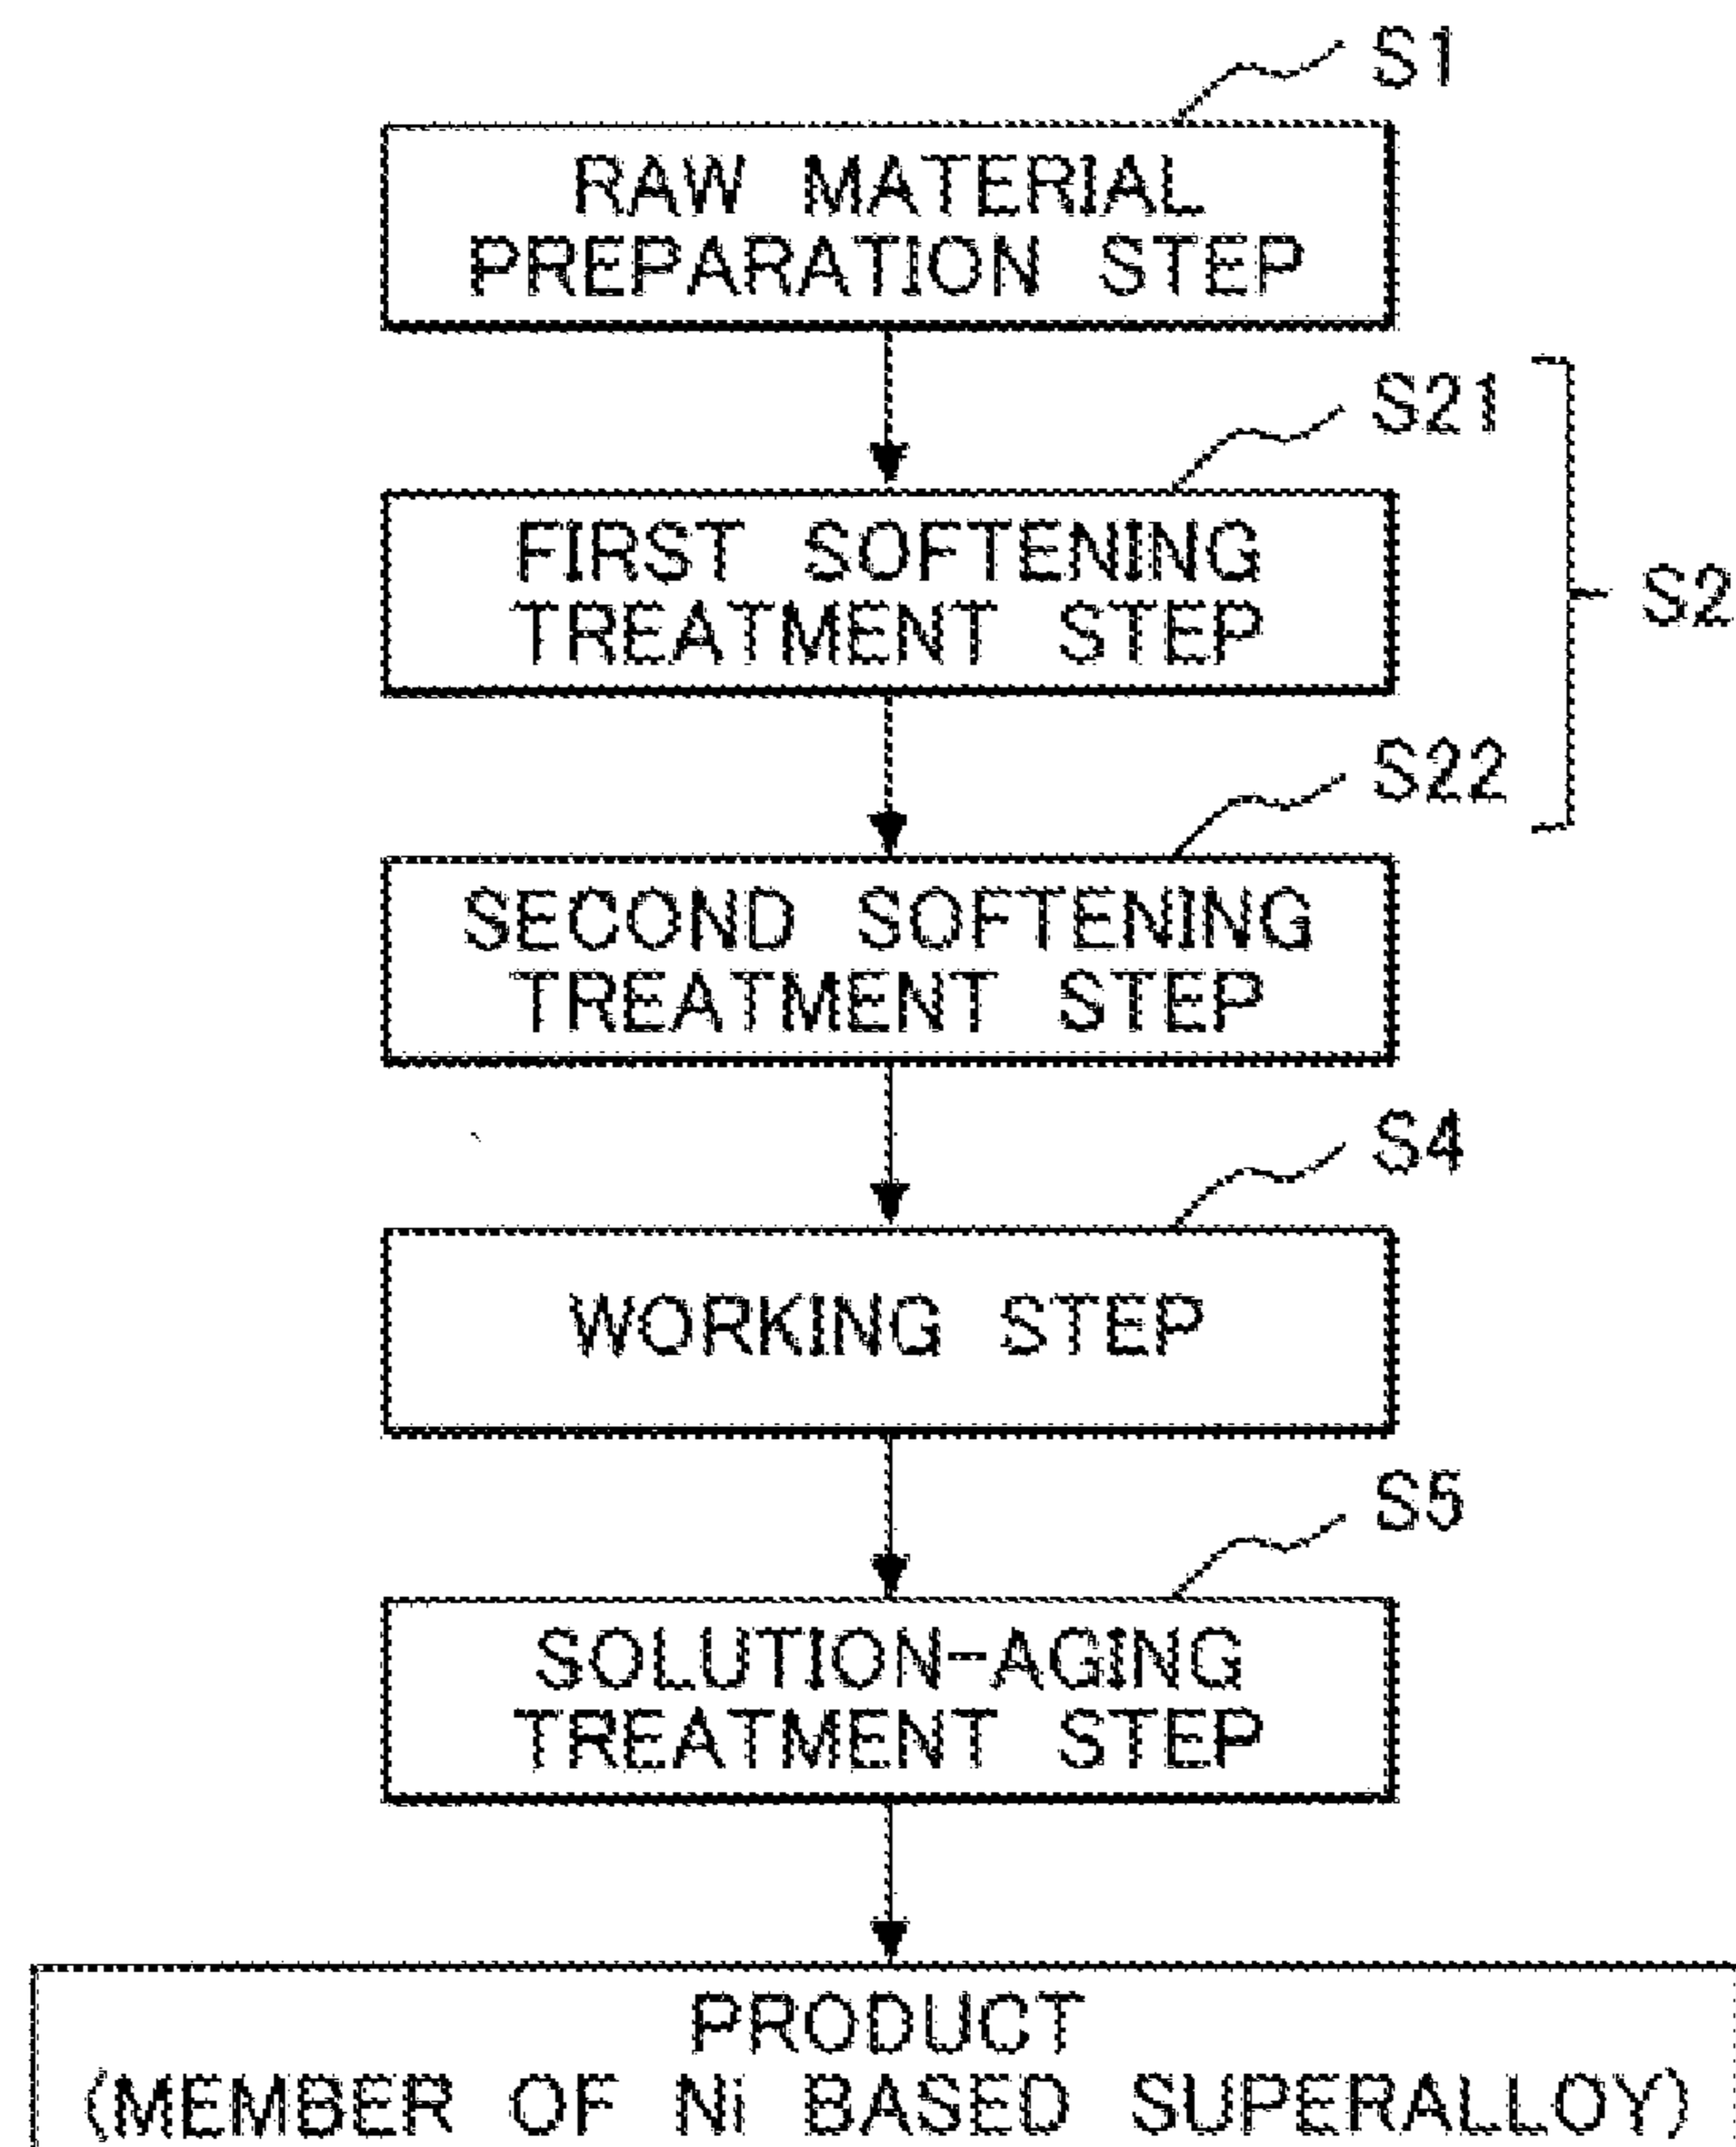 S1
RAW MATERIAL
PREPARATION STEP
S21
FIRST SOFTENING
TREATMENT STEP
S2
S22
SECOND SOFTENING
TREATMENT STEP
S4
WORKING STEP
S5
SOLUTION-AGING
TREATMENT STEP
PRODUCT
(MEMBER OF Ni BASED SUPERALLOY)